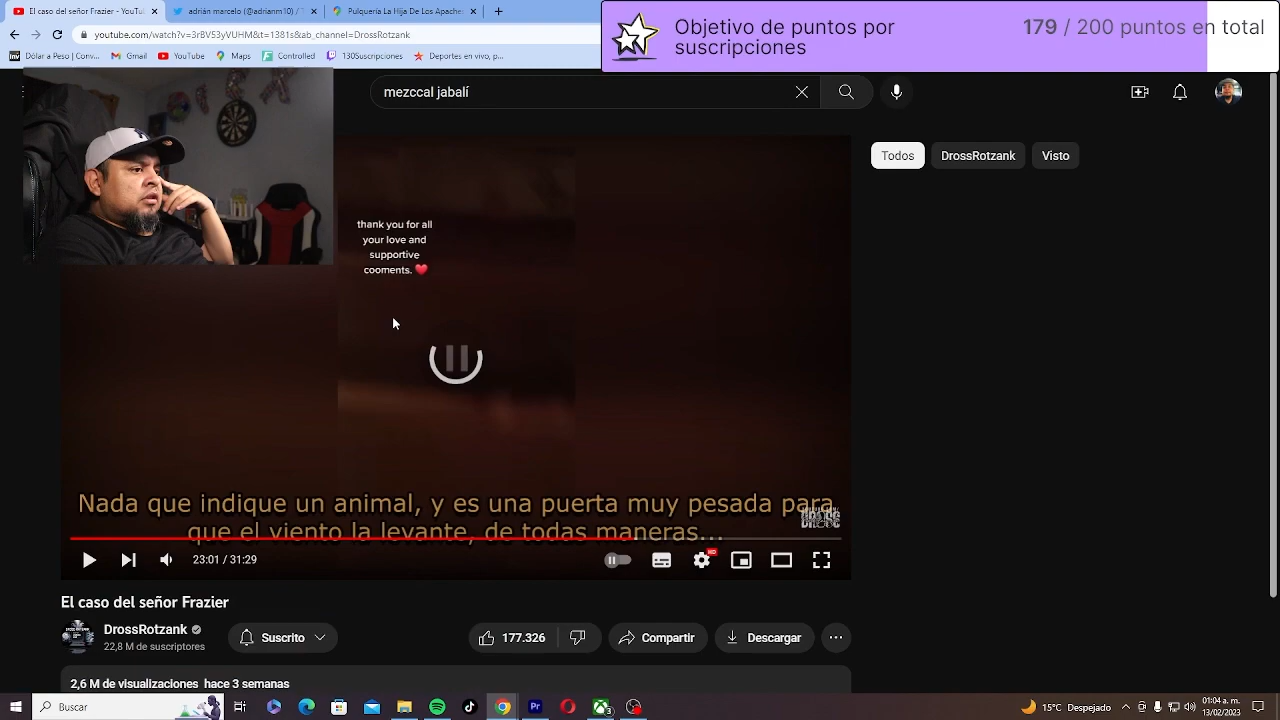 El caso del señor Frazier - YouTu
adrián marcelo (@adrianm10) / T
Pulquería La Hija De Los Apaches
youtube.com/watch?v=3rBV53yVUHM&t=1381s&ab_channel=DrossRotzank
Dólar a Peso | Conv...
Gmail
YouTube
Maps
Controlled
130Suscripciones
Deportes en vivo, p...
Objetivo de puntos por
suscripciones
179 / 200 puntos en total
mezccal jabalí
Todos
DrossRotzank
Visto
thank you for all
your love and
supportive
cooments. ❤️
Nada que indique un animal, y es una puerta muy pesada para
que el viento la levante, de todas maneras...
23:01 / 31:29
HD
El caso del señor Frazier
DrossRotzank
22,8 M de suscriptores
Suscrito
177.326
Compartir
Descargar
2,6 M de visualizaciones hace 3 semanas
Buscar
15°C Despejado
01:04 a. m.
13/02/2023